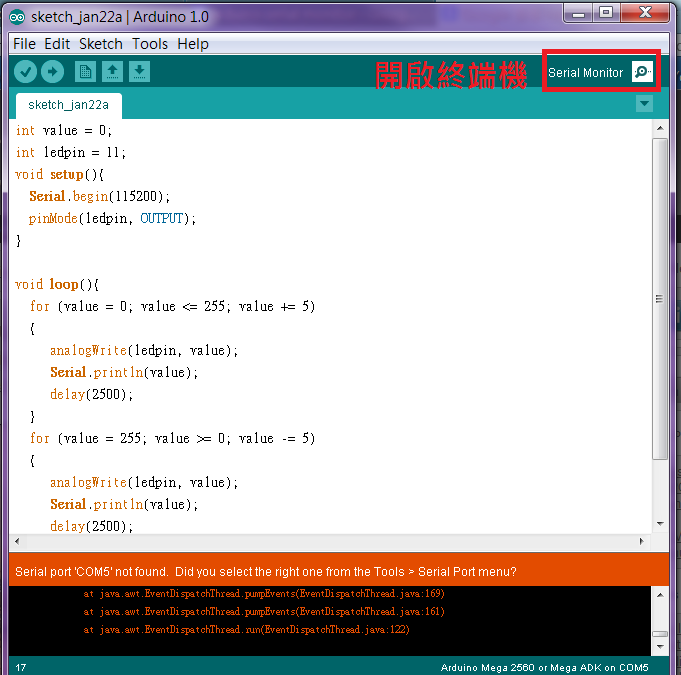 sketch_jan22a | Arduino 1.0
File Edit Sketch Tools Help
開啟終端機 Serial Monitor
sketch_jan22a
int value = 0;
int ledpin = 11;
void setup(){
  Serial.begin(115200);
  pinMode(ledpin, OUTPUT);
}
void loop(){
  for (value = 0; value <= 255; value += 5)
  {
     analogWrite(ledpin, value);
     Serial.println(value);
     delay(2500);
  }
  for (value = 255; value >= 0; value -= 5)
  {
     analogWrite(ledpin, value);
     Serial.println(value);
     delay(2500);
Serial port 'COM5' not found.  Did you select the right one from the Tools > Serial Port menu?
at java.awt.EventDispatchThread.pumpEvents(EventDispatchThread.java:169)
at java.awt.EventDispatchThread.pumpEvents(EventDispatchThread.java:161)
at java.awt.EventDispatchThread.run(EventDispatchThread.java:122)
17 Arduino Mega 2560 or Mega ADK on COM5